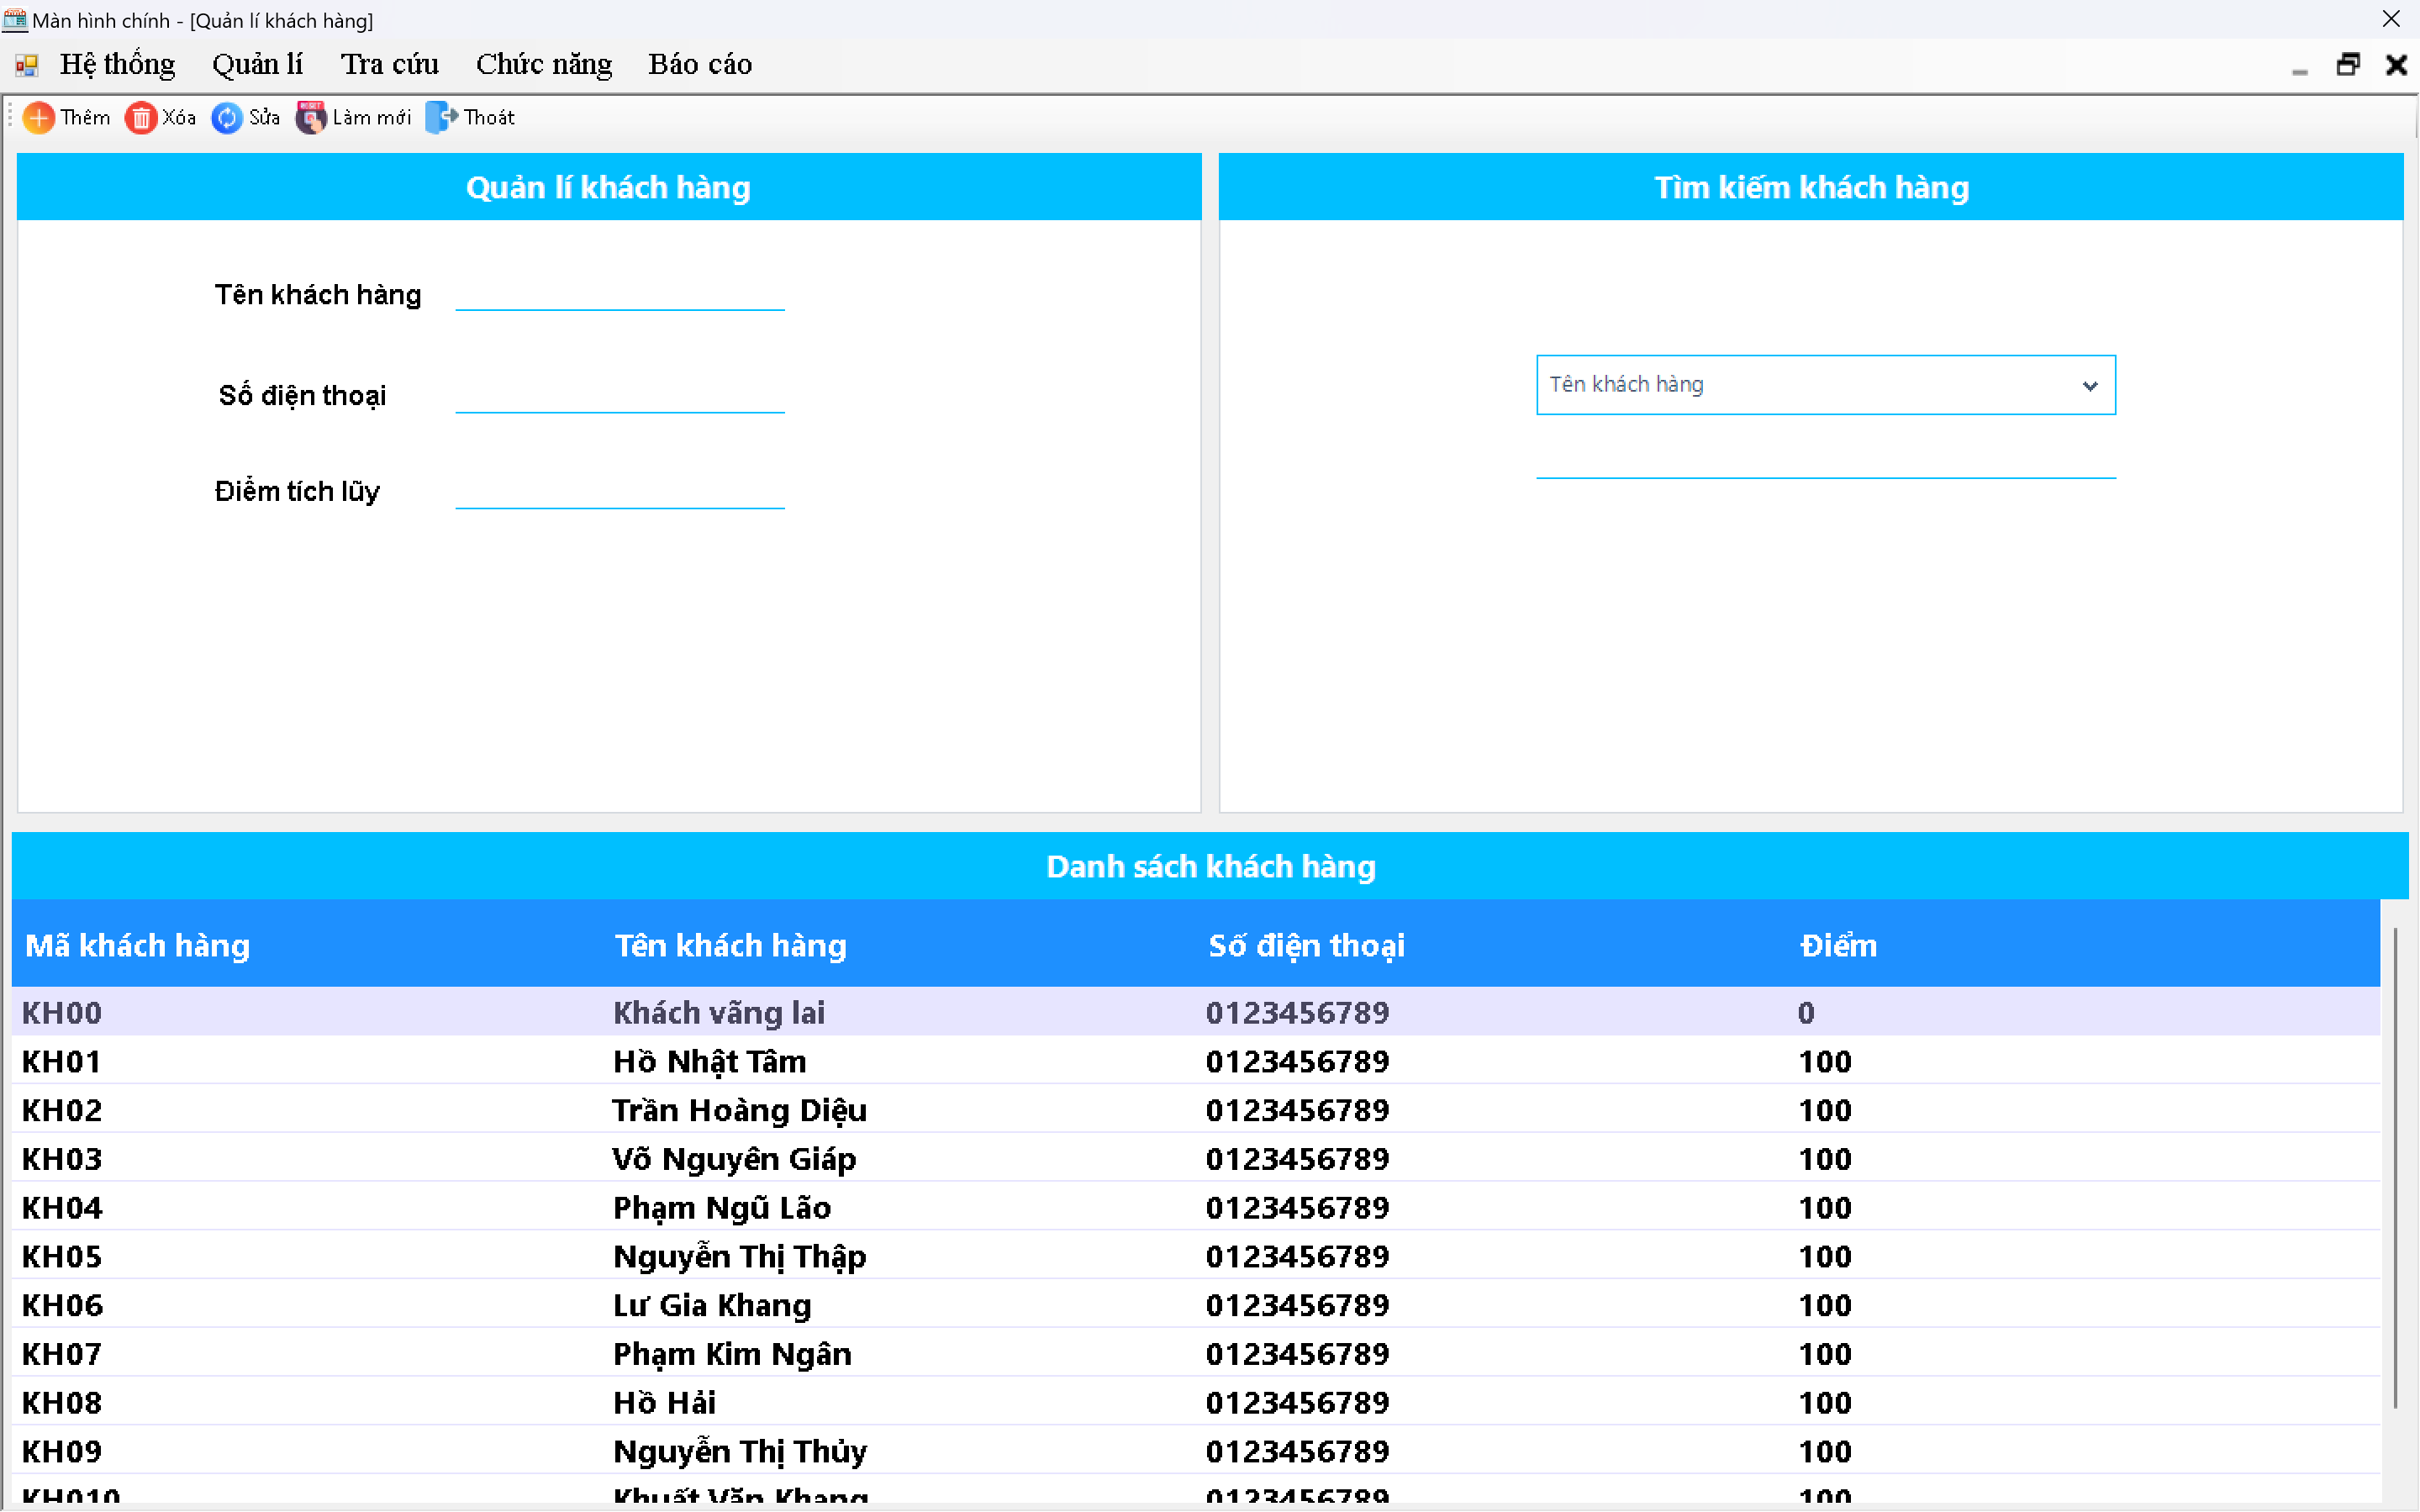 Màn hình chính - [Quản lí khách hàng]
Hệ thống Quản lí Tra cứu Chức năng Báo cáo
Thêm Xóa Sửa RESET Làm mới Thoát
Quản lí khách hàng
Tên khách hàng
Số điện thoại
Điểm tích lũy
Tìm kiếm khách hàng
Tên khách hàng
Danh sách khách hàng
Mã khách hàng Tên khách hàng Số điện thoại Điểm
KH00 Khách vãng lai 0123456789 0
KH01 Hồ Nhật Tâm 0123456789 100
KH02 Trần Hoàng Diệu 0123456789 100
KH03 Võ Nguyên Giáp 0123456789 100
KH04 Phạm Ngũ Lão 0123456789 100
KH05 Nguyễn Thị Thập 0123456789 100
KH06 Lư Gia Khang 0123456789 100
KH07 Phạm Kim Ngân 0123456789 100
KH08 Hồ Hải 0123456789 100
KH09 Nguyễn Thị Thủy 0123456789 100
KH010 Khuất Văn Khang 0123456789 100